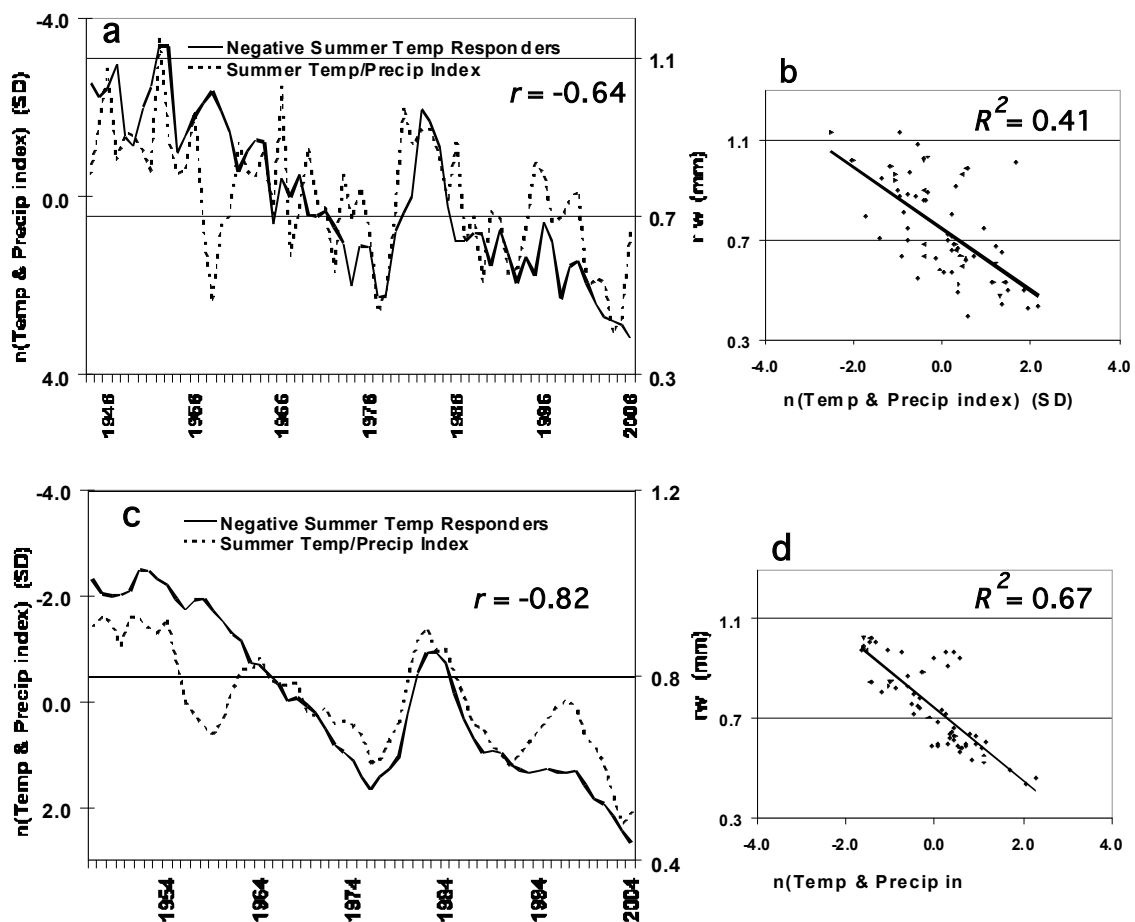 a
-4.0
0.0
4.0
n(Temp & Precip index) (SD)
Negative Summer Temp Responders
Summer Temp/Precip Index
r = -0.64
1.1
0.7
0.3
1946
1956
1966
1976
1986
1996
2006
b
R² = 0.41
rw (mm)
1.1
0.7
0.3
-4.0 -2.0 0.0 2.0 4.0
n(Temp & Precip index) (SD)
c
-4.0
-2.0
0.0
2.0
n(Temp & Precip index) (SD)
Negative Summer Temp Responders
Summer Temp/Precip Index
r = -0.82
1.2
0.8
0.4
1954
1964
1974
1984
1994
2004
d
R² = 0.67
rw (mm)
1.1
0.7
0.3
-4.0 -2.0 0.0 2.0 4.0
n(Temp & Precip in